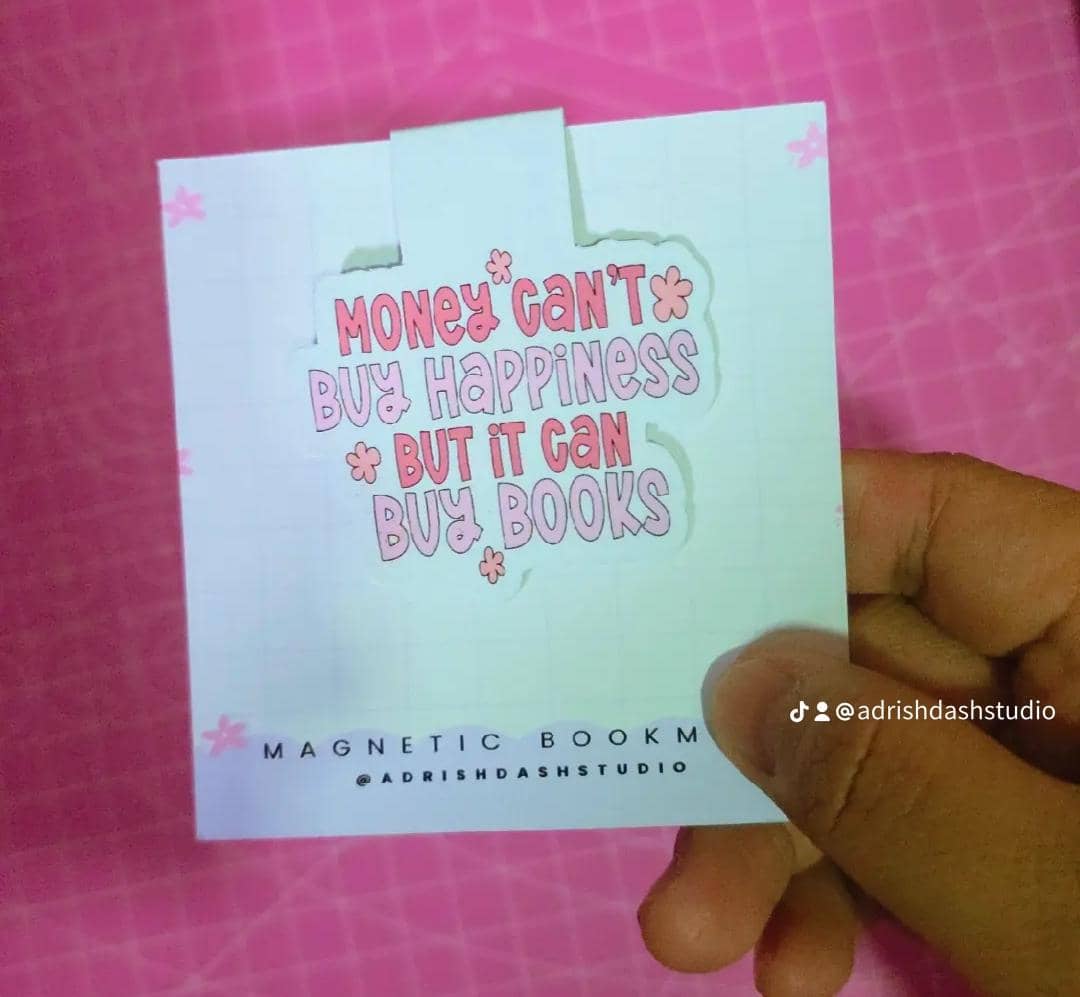 MONey CaN'T
BUy HaPPiNeSS
BUT iT CaN
BUy BOOKS
MAGNETIC BOOKM
@ADRISHDASHSTUDIO
@adrishdashstudio